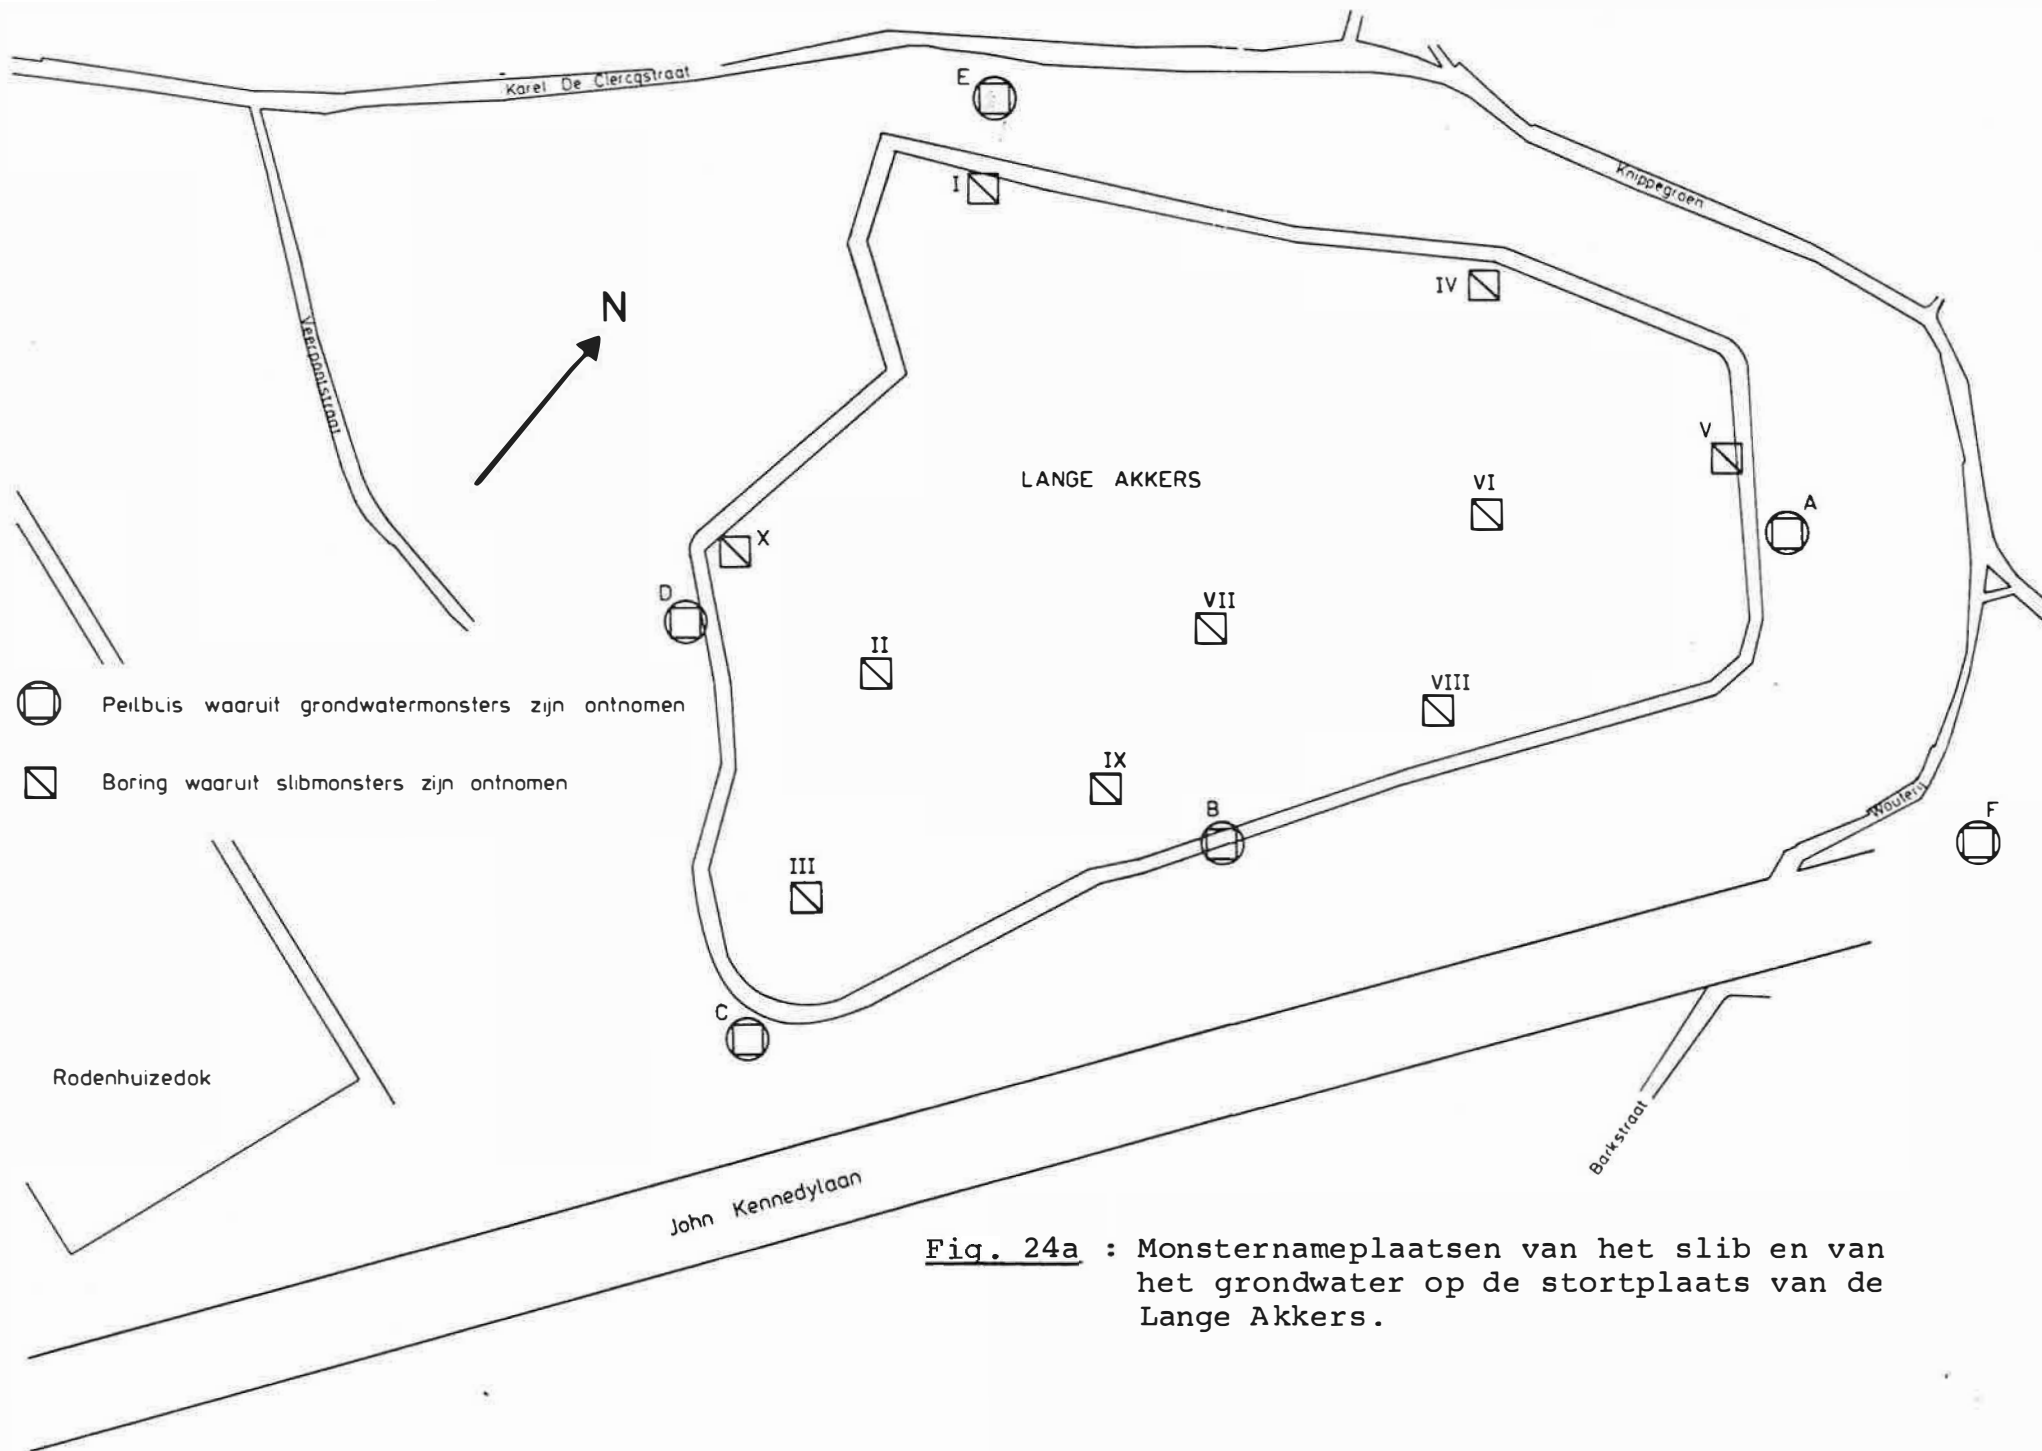 Karel De Clercqstraat
E
I
Knippegroen
IV
N
Veerpontstraat
V
LANGE AKKERS
VI
A
X
D
VII
II
VIII
Peilbuis waaruit grondwatermonsters zijn ontnomen
IX
Boring waaruit slibmonsters zijn ontnomen
B
Wouterij
F
III
C
Rodenhuizedok
Barkstraat
John Kennedylaan
Fig. 24a : Monsternameplaatsen van het slib en van
het grondwater op de stortplaats van de
Lange Akkers.